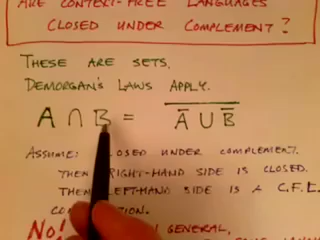 ARE CONTEXT-FREE LANGUAGES
CLOSED UNDER COMPLEMENT?
THESE ARE SETS.
DEMORGAN'S LAWS APPLY.
A ∩ B = A̅ ∪ B̅
ASSUME: CLOSED UNDER COMPLEMENT.
THEN RIGHT-HAND SIDE IS CLOSED.
THEN LEFT-HAND SIDE IS A C.F.L.
No! GENERAL,